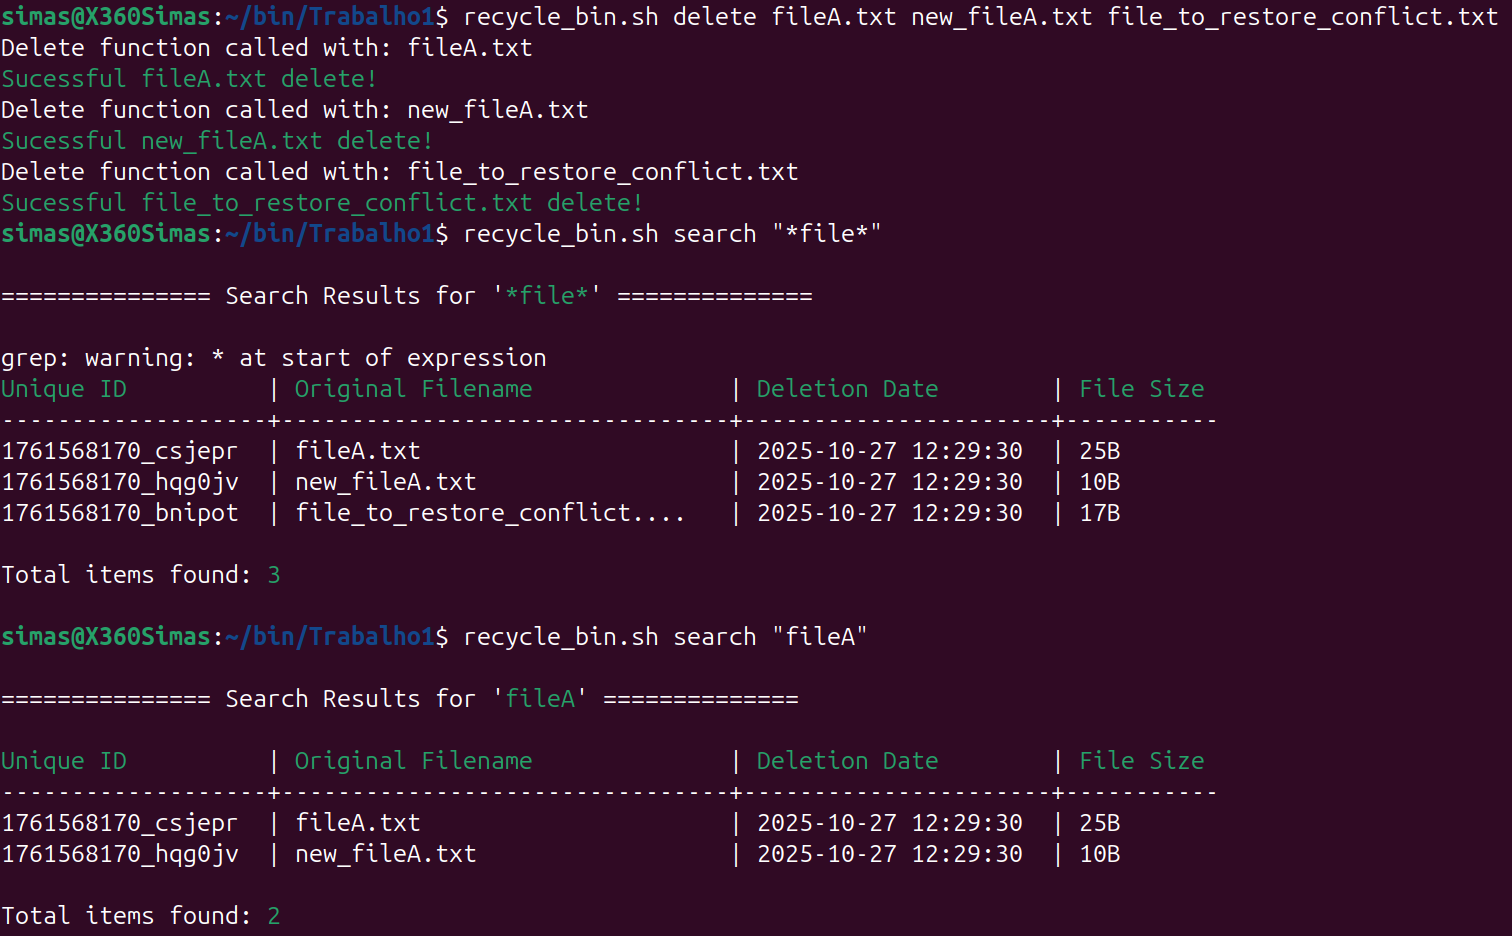 simas@X360Simas:~/bin/Trabalho1$ recycle_bin.sh delete fileA.txt new_fileA.txt file_to_restore_conflict.txt
Delete function called with: fileA.txt
Sucessful fileA.txt delete!
Delete function called with: new_fileA.txt
Sucessful new_fileA.txt delete!
Delete function called with: file_to_restore_conflict.txt
Sucessful file_to_restore_conflict.txt delete!
simas@X360Simas:~/bin/Trabalho1$ recycle_bin.sh search "*file*"
=============== Search Results for '*file*' ==============
grep: warning: * at start of expression
Unique ID          | Original Filename              | Deletion Date        | File Size
-------------------+--------------------------------+----------------------+-----------
1761568170_csjepr  | fileA.txt                      | 2025-10-27 12:29:30  | 25B
1761568170_hqg0jv  | new_fileA.txt                  | 2025-10-27 12:29:30  | 10B
1761568170_bnipot  | file_to_restore_conflict....   | 2025-10-27 12:29:30  | 17B
Total items found: 3
simas@X360Simas:~/bin/Trabalho1$ recycle_bin.sh search "fileA"
=============== Search Results for 'fileA' ==============
Unique ID          | Original Filename              | Deletion Date        | File Size
-------------------+--------------------------------+----------------------+-----------
1761568170_csjepr  | fileA.txt                      | 2025-10-27 12:29:30  | 25B
1761568170_hqg0jv  | new_fileA.txt                  | 2025-10-27 12:29:30  | 10B
Total items found: 2